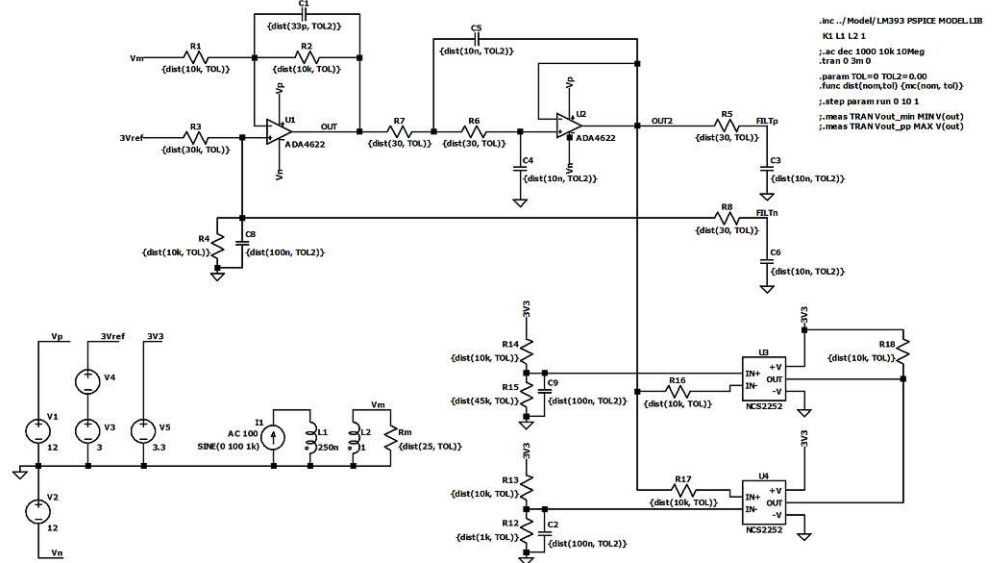 C1
{dist(33p, TOL2)}
R1
{dist(10k, TOL)}
R2
{dist(10k, TOL)}
Vm
Vp
U1
OUT
ADA4622
Vn
3Vref
R3
{dist(30k, TOL)}
R4
{dist(10k, TOL)}
C8
{dist(100n, TOL2)}
C5
{dist(10n, TOL2)}
R7
{dist(30, TOL)}
R6
{dist(30, TOL)}
C4
{dist(10n, TOL2)}
Vp
U2
ADA4622
Vn
OUT2
R5
{dist(30, TOL)}
FILTp
C3
{dist(10n, TOL2)}
R8
{dist(30, TOL)}
FILTn
C6
{dist(10n, TOL2)}
.inc ../Model/LM393 PSPICE MODEL.LIB
K1 L1 L2 1
;.ac dec 1000 10k 10Meg
.tran 0 3m 0
.param TOL=0 TOL2=0.00
.func dist(nom,tol) {mc(nom, tol)}
;.step param run 0 10 1
;.meas TRAN Vout_min MIN V(out)
;.meas TRAN Vout_pp MAX V(out)
Vp
3Vref
3V3
V4
V1
12
V3
3
V5
3.3
V2
12
Vn
I1
AC 100
SINE(0 100 1k)
L1
250n
L2
1
Vm
Rm
{dist(25, TOL)}
3V3
R14
{dist(10k, TOL)}
R15
{dist(45k, TOL)}
C9
{dist(100n, TOL2)}
R16
{dist(10k, TOL)}
3V3
U3
IN+
IN-
+V
OUT
-V
NCS2252
R18
{dist(10k, TOL)}
3V3
R13
{dist(10k, TOL)}
R12
{dist(1k, TOL)}
C2
{dist(100n, TOL2)}
R17
{dist(10k, TOL)}
3V3
U4
IN+
IN-
+V
OUT
-V
NCS2252